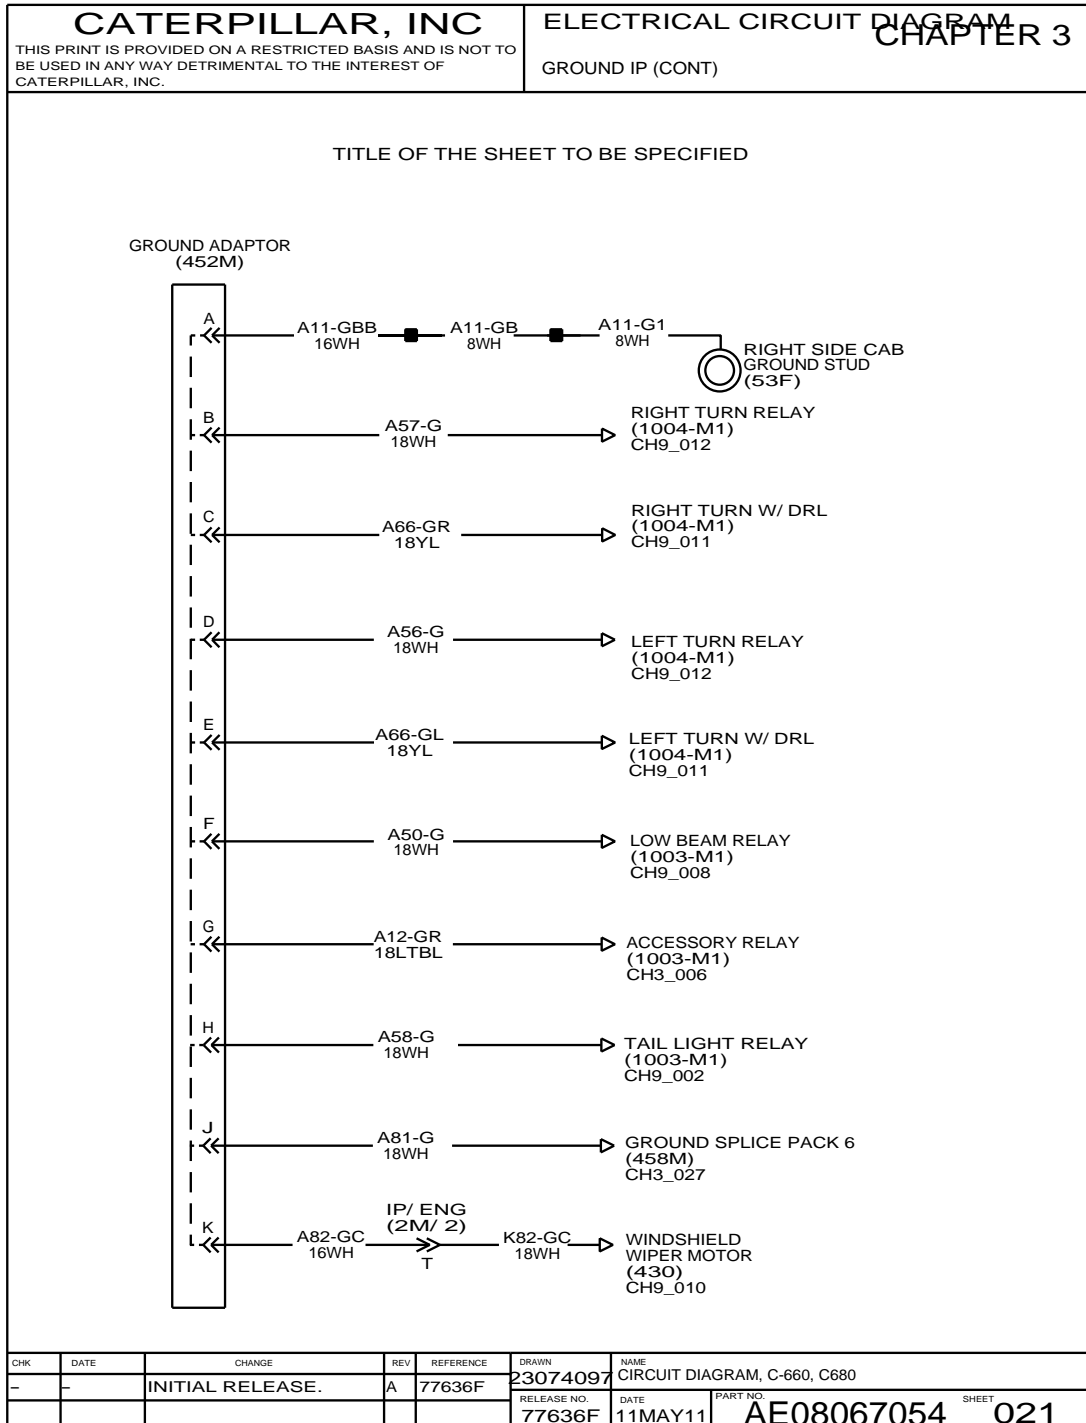 CATERPILLAR, INC
THIS PRINT IS PROVIDED ON A RESTRICTED BASIS AND IS NOT TO
BE USED IN ANY WAY DETRIMENTAL TO THE INTEREST OF
CATERPILLAR, INC.
ELECTRICAL CIRCUIT DIAGRAM
CHAPTER 3
GROUND IP (CONT)
TITLE OF THE SHEET TO BE SPECIFIED
GROUND ADAPTOR
(452M)
A
A11-GBB
16WH
A11-GB
8WH
A11-G1
8WH
RIGHT SIDE CAB
GROUND STUD
(53F)
B
A57-G
18WH
RIGHT TURN RELAY
(1004-M1)
CH9_012
C
A66-GR
18YL
RIGHT TURN W/ DRL
(1004-M1)
CH9_011
D
A56-G
18WH
LEFT TURN RELAY
(1004-M1)
CH9_012
E
A66-GL
18YL
LEFT TURN W/ DRL
(1004-M1)
CH9_011
F
A50-G
18WH
LOW BEAM RELAY
(1003-M1)
CH9_008
G
A12-GR
18LTBL
ACCESSORY RELAY
(1003-M1)
CH3_006
H
A58-G
18WH
TAIL LIGHT RELAY
(1003-M1)
CH9_002
J
A81-G
18WH
GROUND SPLICE PACK 6
(458M)
CH3_027
K
A82-GC
16WH
IP/ ENG
(2M/ 2)
T
K82-GC
18WH
WINDSHIELD
WIPER MOTOR
(430)
CH9_010
CHK DATE CHANGE REV REFERENCE
- - INITIAL RELEASE. A 77636F
DRAWN
23074097
NAME
CIRCUIT DIAGRAM, C-660, C680
RELEASE NO.
77636F
DATE
11MAY11
PART NO.
AE08067054
SHEET
021